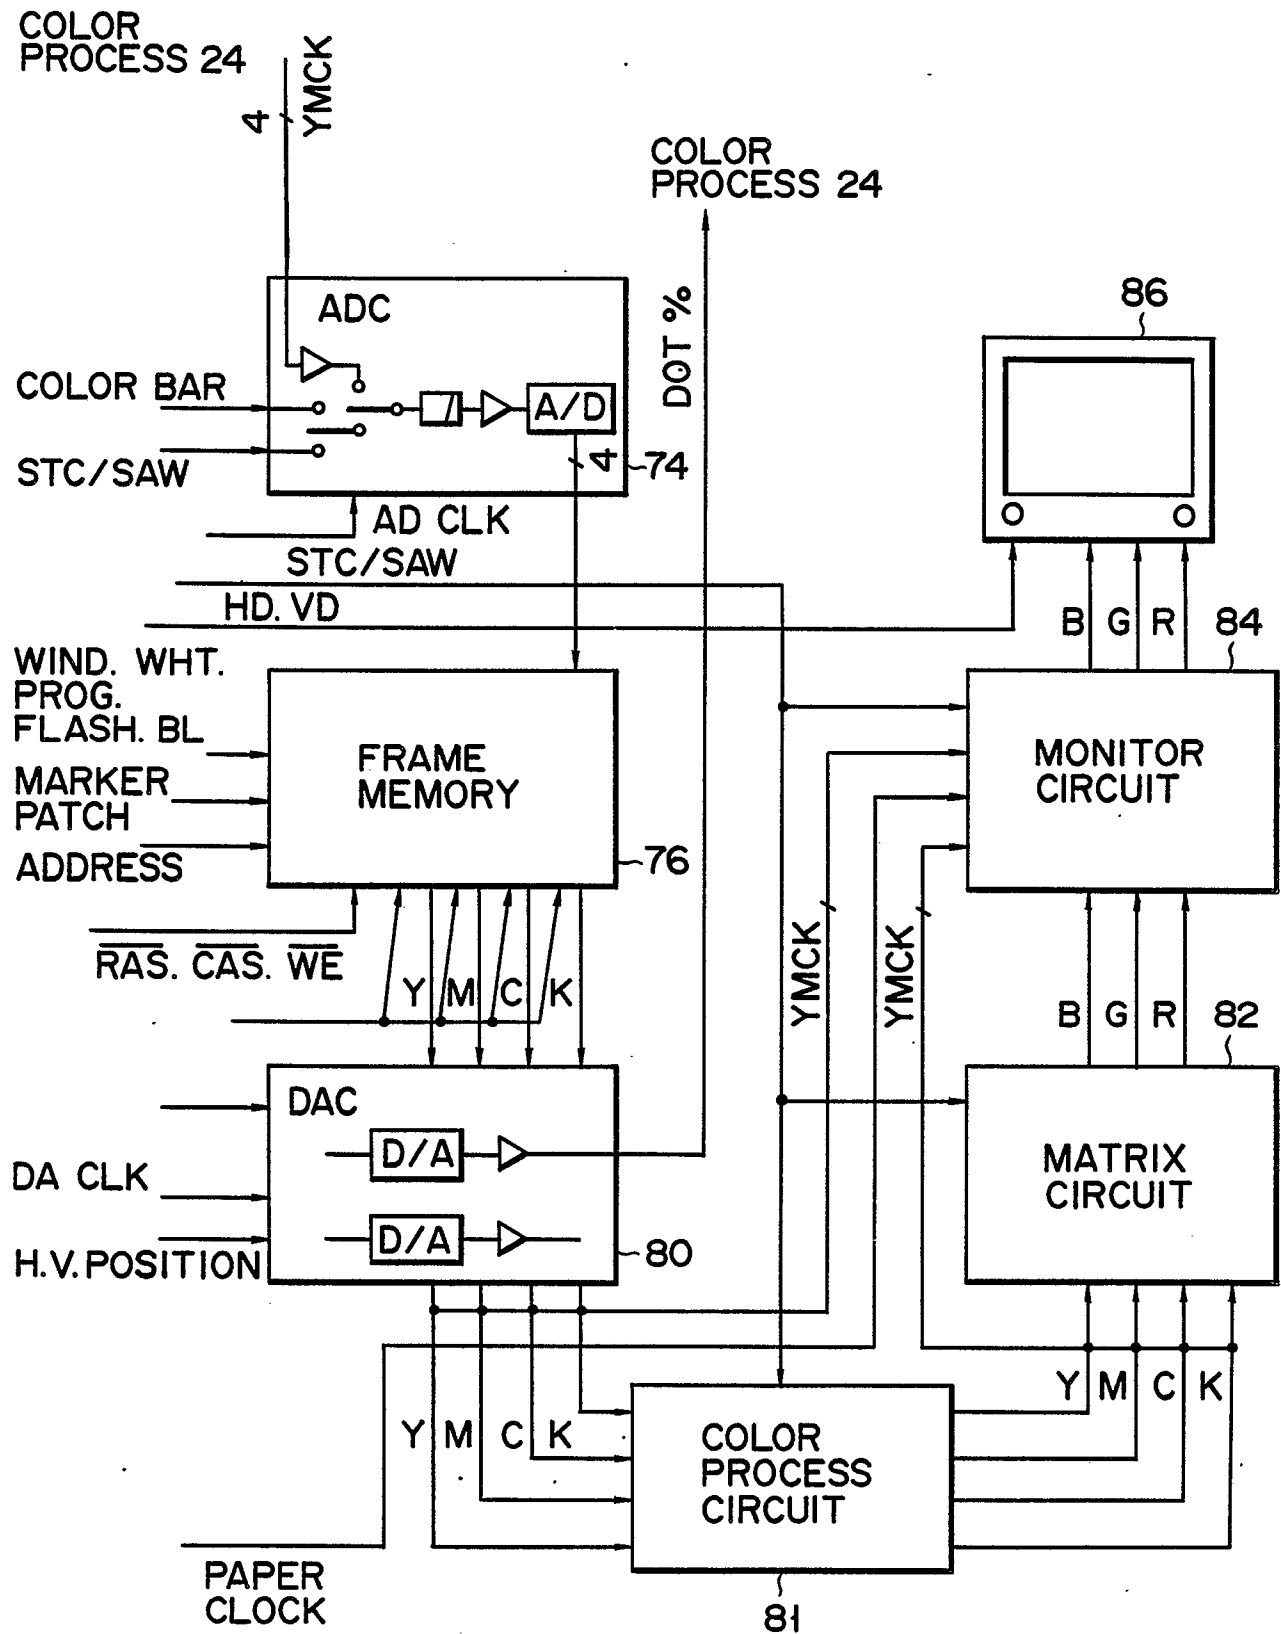 COLOR
PROCESS 24
4
YMCK
COLOR
PROCESS 24
DOT %
ADC
COLOR BAR
A/D
STC/SAW
4
74
86
AD CLK
STC/SAW
HD. VD
B G R
84
WIND. WHT.
PROG.
FLASH. BL
MARKER
PATCH
ADDRESS
FRAME
MEMORY
76
MONITOR
CIRCUIT
RAS. CAS. WE
Y M C K
YMCK
YMCK
B G R
82
DAC
D/A
DA CLK
D/A
H.V. POSITION
80
MATRIX
CIRCUIT
Y M C K
Y M C K
COLOR
PROCESS
CIRCUIT
PAPER
CLOCK
81